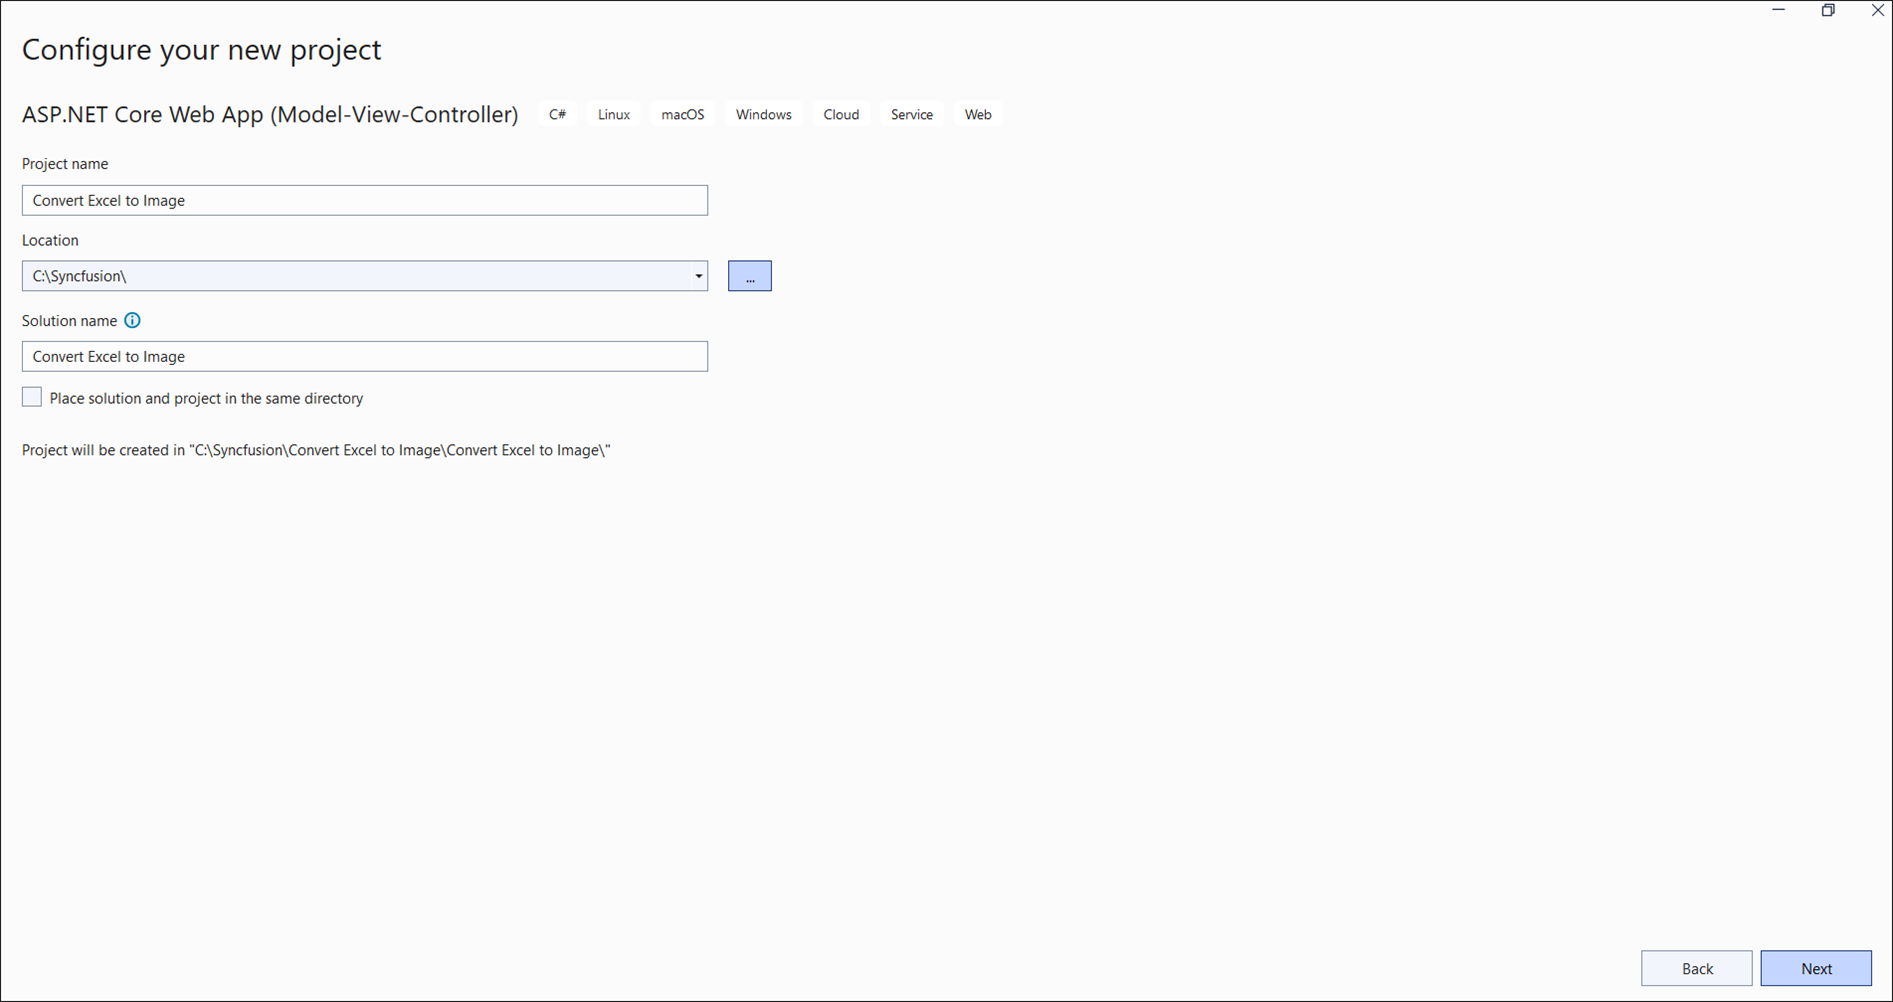 Configure your new project
ASP.NET Core Web App (Model-View-Controller) C# Linux macOS Windows Cloud Service Web
Project name
Convert Excel to Image
Location
C:\Syncfusion\
...
Solution name
Convert Excel to Image
Place solution and project in the same directory
Project will be created in "C:\Syncfusion\Convert Excel to Image\Convert Excel to Image\"
Back Next